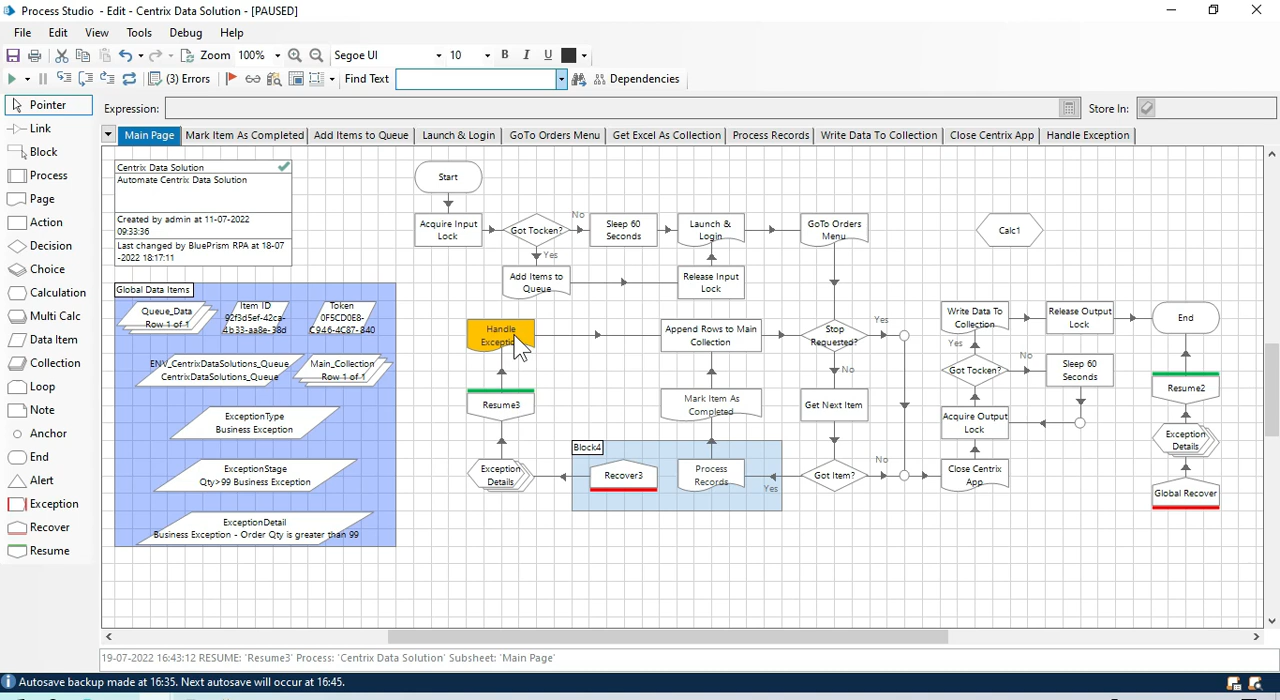 Process Studio - Edit - Centrix Data Solution - [PAUSED]
File Edit View Tools Debug Help
Zoom 100% Segoe UI 10 B I U
(3) Errors Find Text Dependencies
Pointer
Link
Block
Process
Page
Action
Decision
Choice
Calculation
Multi Calc
Data Item
Collection
Loop
Note
Anchor
End
Alert
Exception
Recover
Resume
Expression: Store In:
Main Page Mark Item As Completed Add Items to Queue Launch & Login GoTo Orders Menu Get Excel As Collection Process Records Write Data To Collection Close Centrix App Handle Exception
Centrix Data Solution
Automate Centrix Data Solution
Created by admin at 11-07-2022
09:33:36
Last changed by BluePrism RPA at 18-07
-2022 18:17:11
Global Data Items
Queue_Data
Row 1 of 1
Item ID
92f3d5ef-42ca-
4b33-aa8e-38d
Token
0F5CD0E8-
C946-4C87-840
ENV_CentrixDataSolutions_Queue
CentrixDataSolutions_Queue
Main_Collection
Row 1 of 1
ExceptionType
Business Exception
ExceptionStage
Qty>99 Business Exception
ExceptionDetail
Business Exception - Order Qty is greater than 99
Start
Acquire Input
Lock
Got Tocken?
No
Yes
Sleep 60
Seconds
Launch &
Login
GoTo Orders
Menu
Calc1
Add Items to
Queue
Release Input
Lock
Handle
Exception
Append Rows to Main
Collection
Stop
Requested?
Yes
No
Write Data To
Collection
Release Output
Lock
End
Yes
Got Tocken?
No
Sleep 60
Seconds
Resume3
Mark Item As
Completed
Get Next Item
Acquire Output
Lock
Resume2
Exception
Details
Block4
Recover3
Process
Records
Yes
Got Item?
No
Close Centrix
App
Exception
Details
Global Recover
19-07-2022 16:43:12 RESUME: 'Resume3' Process: 'Centrix Data Solution' Subsheet: 'Main Page'
Autosave backup made at 16:35. Next autosave will occur at 16:45.